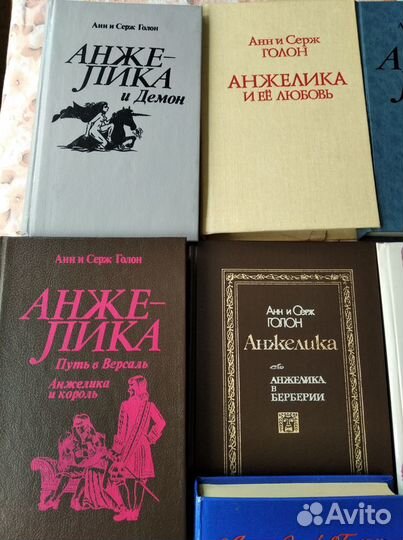 Анн и Серж Голон
АНЖЕ-
ЛИКА
и Демон
Анн и Серж
ГОЛОН
АНЖЕЛИКА
И ЕЁ ЛЮБОВЬ
Анн и Серж Голон
АНЖЕ-
ЛИКА
Путь в Версаль
Анжелика
и король
Анн и Сэрж
ГОЛОН
Анжелика
АНЖЕЛИКА
В
БЕРБЕРИИ
Avito